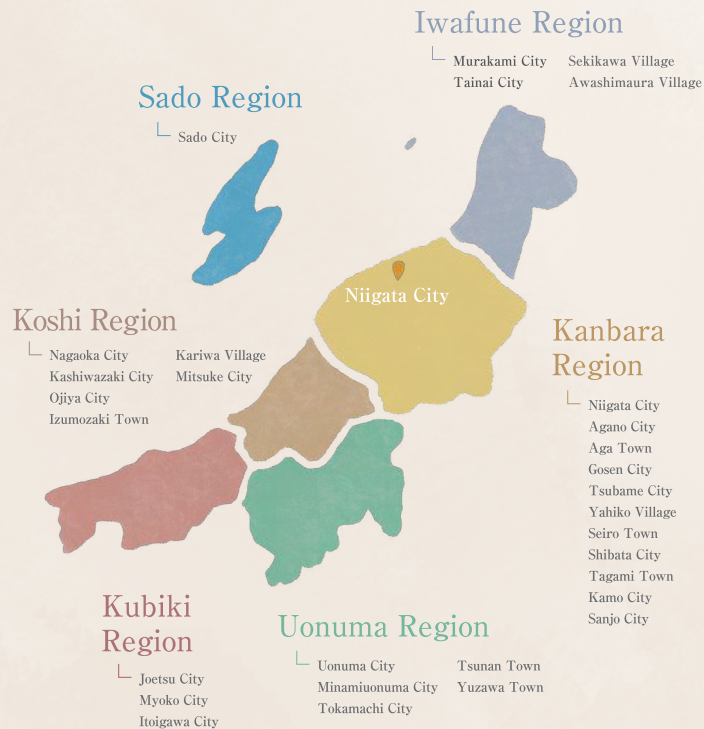 Iwafune Region
Murakami City
Sekikawa Village
Tainai City
Awashimaura Village
Sado Region
Sado City
Niigata City
Koshi Region
Nagaoka City
Kariwa Village
Kashiwazaki City
Mitsuke City
Ojiya City
Izumozaki Town
Kanbara
Region
Niigata City
Agano City
Aga Town
Gosen City
Tsubame City
Yahiko Village
Seiro Town
Shibata City
Tagami Town
Kamo City
Sanjo City
Kubiki
Region
Joetsu City
Myoko City
Itoigawa City
Uonuma Region
Uonuma City
Tsunan Town
Minamiuonuma City
Yuzawa Town
Tokamachi City